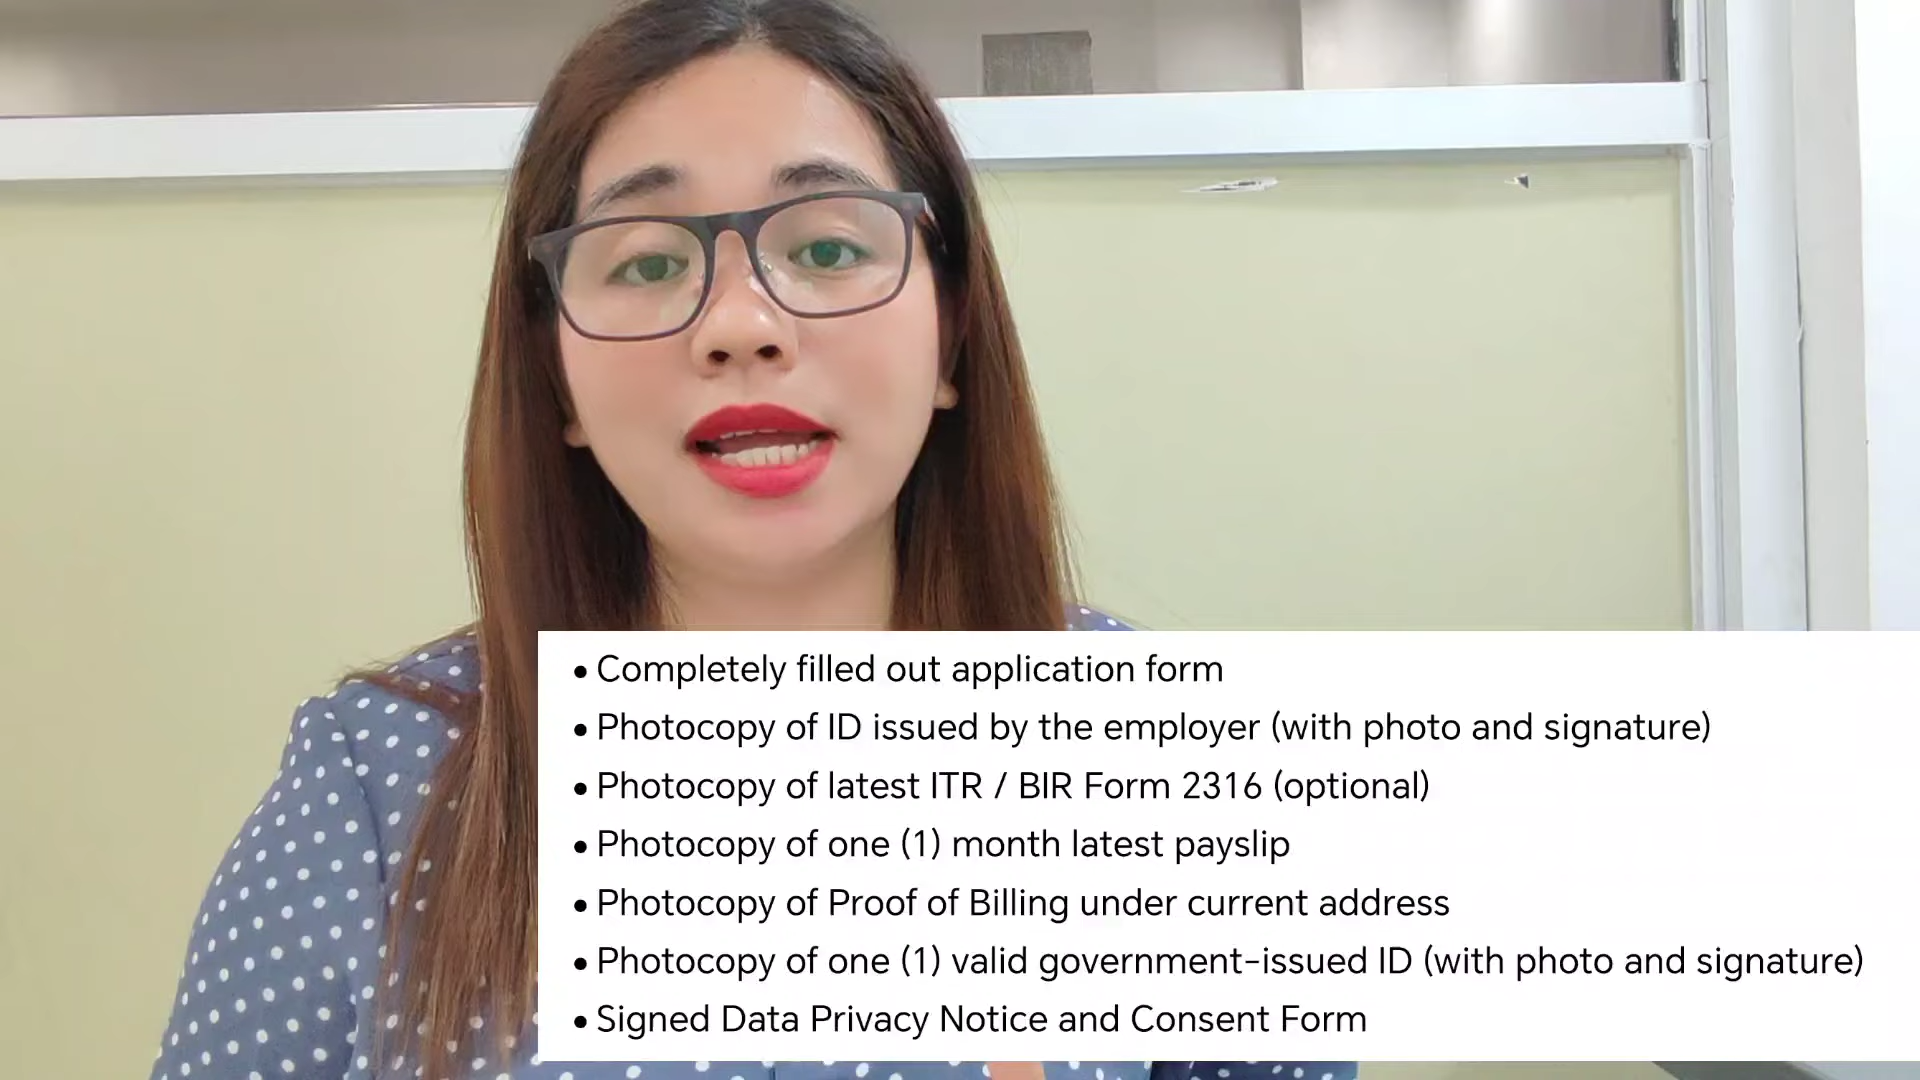 • Completely filled out application form
• Photocopy of ID issued by the employer (with photo and signature)
• Photocopy of latest ITR / BIR Form 2316 (optional)
• Photocopy of one (1) month latest payslip
• Photocopy of Proof of Billing under current address
• Photocopy of one (1) valid government-issued ID (with photo and signature)
• Signed Data Privacy Notice and Consent Form